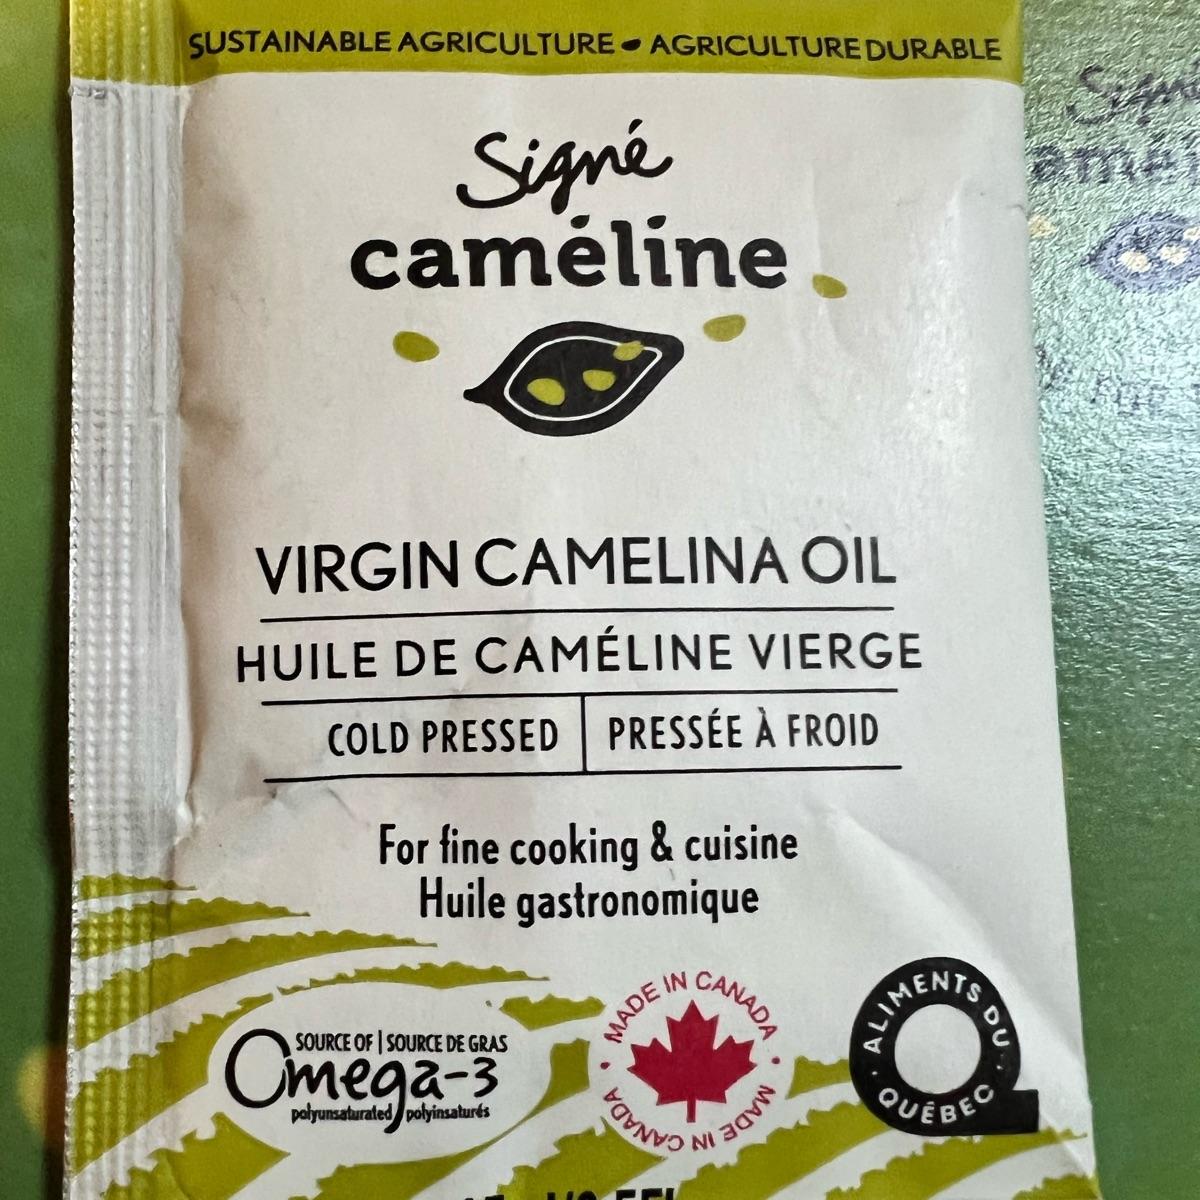 SUSTAINABLE AGRICULTURE • AGRICULTURE DURABLE
Signé
caméline
VIRGIN CAMELINA OIL
HUILE DE CAMÉLINE VIERGE
COLD PRESSED | PRESSÉE À FROID
For fine cooking & cuisine
Huile gastronomique
SOURCE OF | SOURCE DE GRAS
Omega-3
polyunsaturated polyinsaturés
MADE IN CANADA • MADE IN CANADA •
ALIMENTS DU • QUÉBEC •
Signé